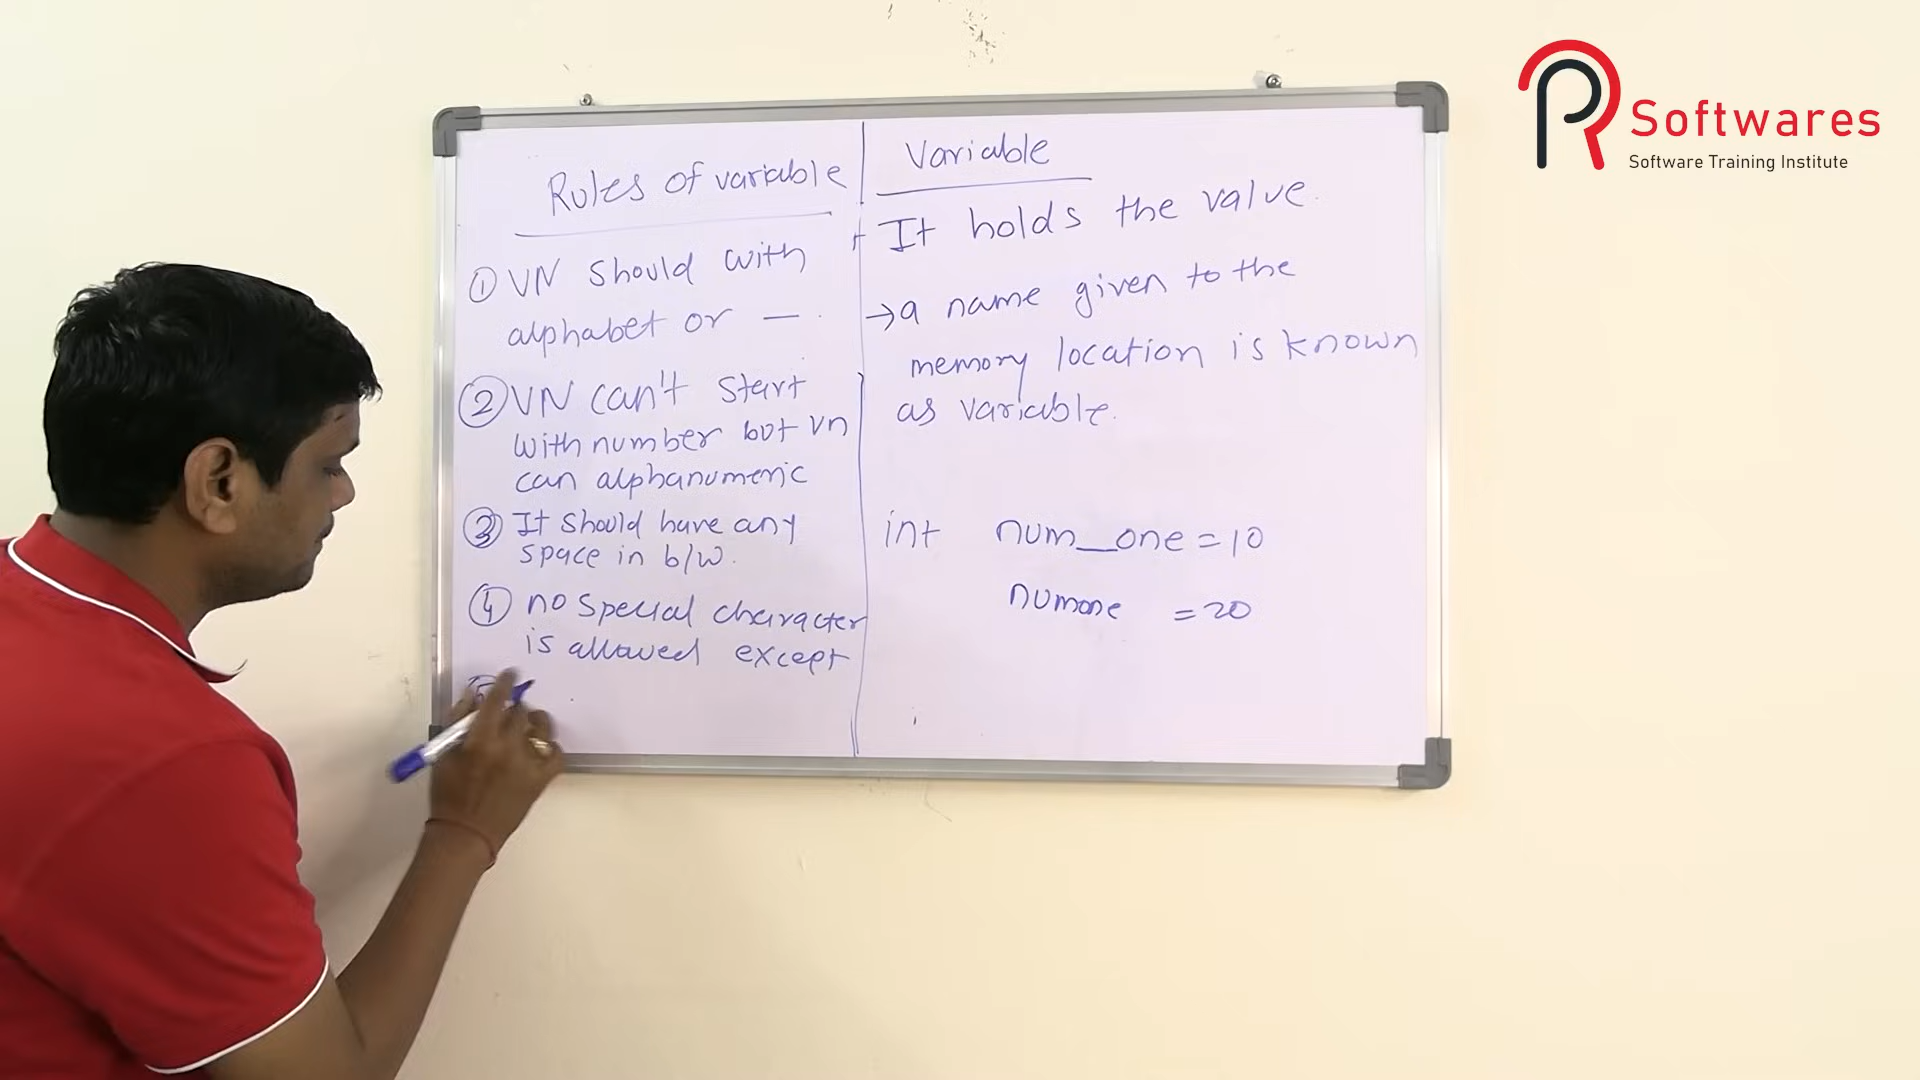 Rules of variable
① VN should with
alphabet or _.
② VN can't start
with number but vn
can alphanumeric
③ It should have any
space in b/w.
④ no special character
is allowed except
⑤
Variable
It holds the value.
→ a name given to the
memory location is known
as variable.
int num_one = 10
numone = 20
R Softwares
Software Training Institute